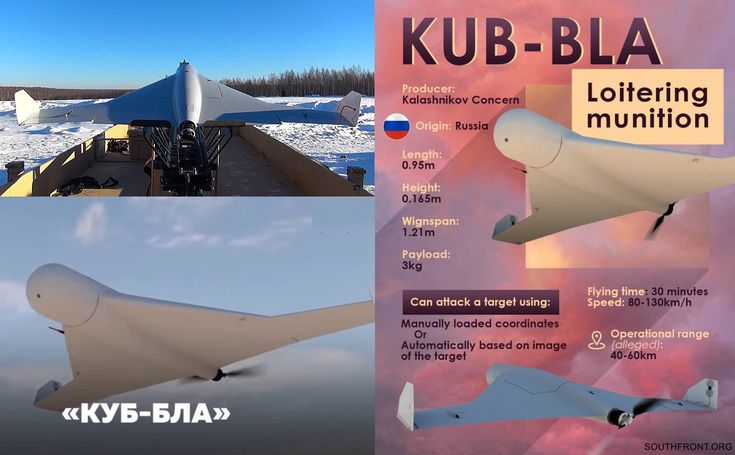 «КУБ-БЛА»
KUB-BLA
Loitering
munition
Producer:
Kalashnikov Concern
Origin: Russia
Length:
0.95m
Height:
0.165m
Wignspan:
1.21m
Payload:
3kg
Can attack a target using:
Manually loaded coordinates
Or
Automatically based on image
of the target
Flying time: 30 minutes
Speed: 80-130km/h
Operational range
(alleged):
40-60km
SOUTHFRONT.ORG